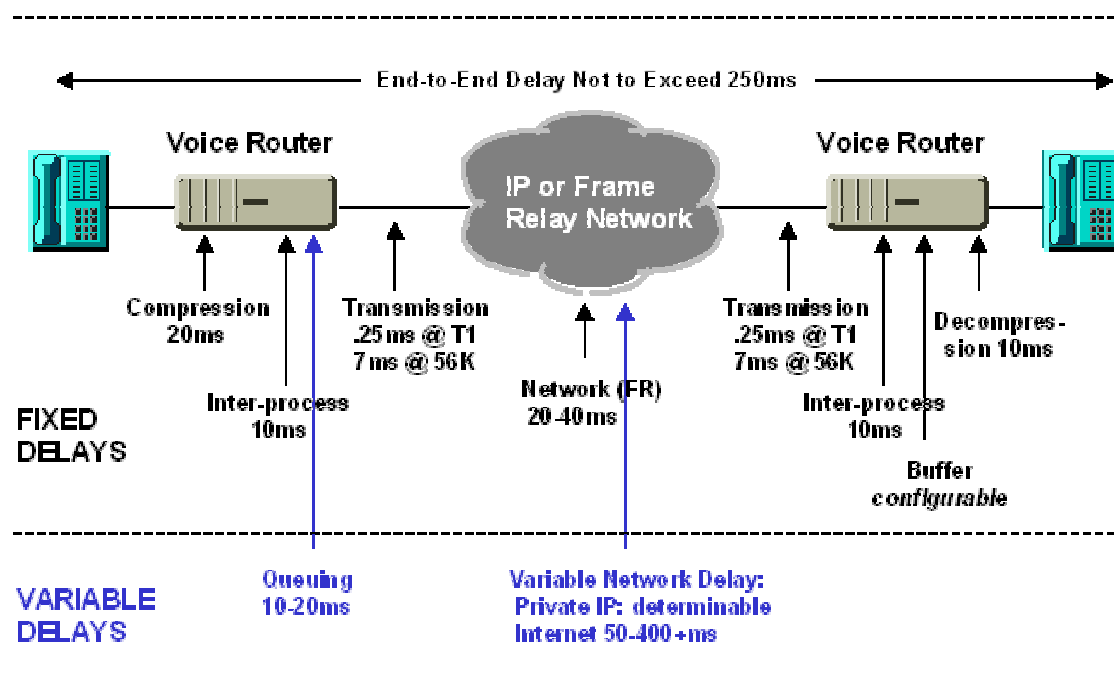 End-to-End Delay Not to Exceed 250ms
Voice Router
Voice Router
IP or Frame
Relay Network
Compression
20ms
Transmission
.25ms @ T1
7ms @ 56K
Transmission
.25ms @ T1
7ms @ 56K
Decompres-
sion 10ms
Network (FR)
20-40ms
Inter-process
10ms
Inter-process
10ms
FIXED
DELAYS
Buffer
configurable
VARIABLE
DELAYS
Queuing
10-20ms
Variable Network Delay:
Private IP: determinable
Internet 50-400+ms